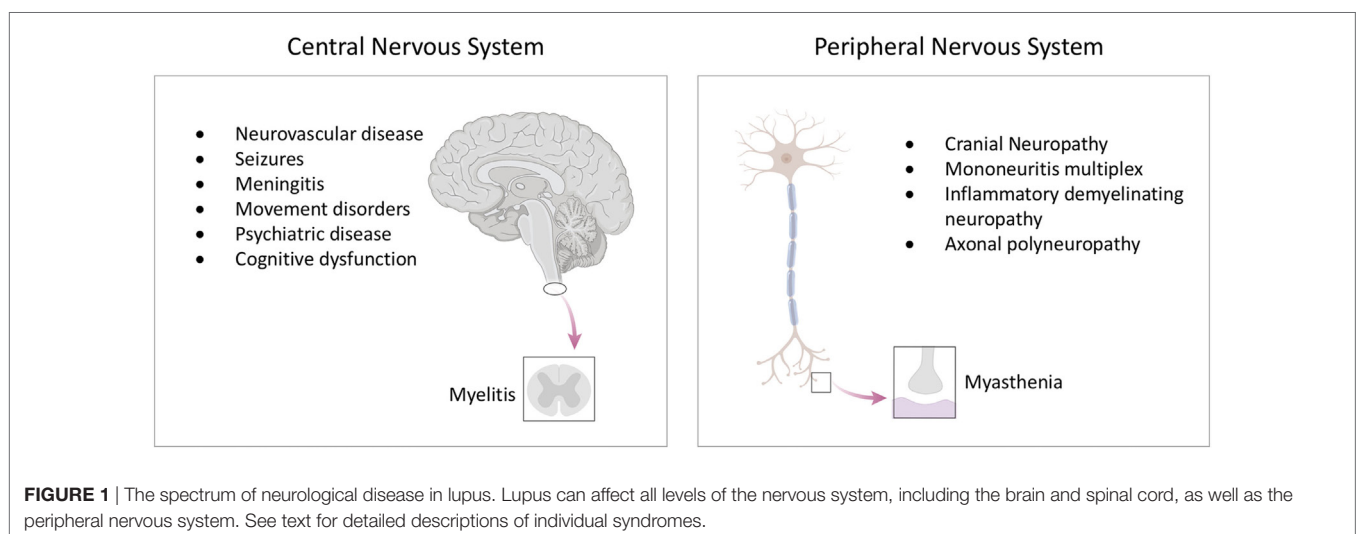 Central Nervous System
• Neurovascular disease
• Seizures
• Meningitis
• Movement disorders
• Psychiatric disease
• Cognitive dysfunction
Myelitis
Peripheral Nervous System
• Cranial Neuropathy
• Mononeuritis multiplex
• Inflammatory demyelinating
neuropathy
• Axonal polyneuropathy
Myasthenia
FIGURE 1 | The spectrum of neurological disease in lupus. Lupus can affect all levels of the nervous system, including the brain and spinal cord, as well as the
peripheral nervous system. See text for detailed descriptions of individual syndromes.